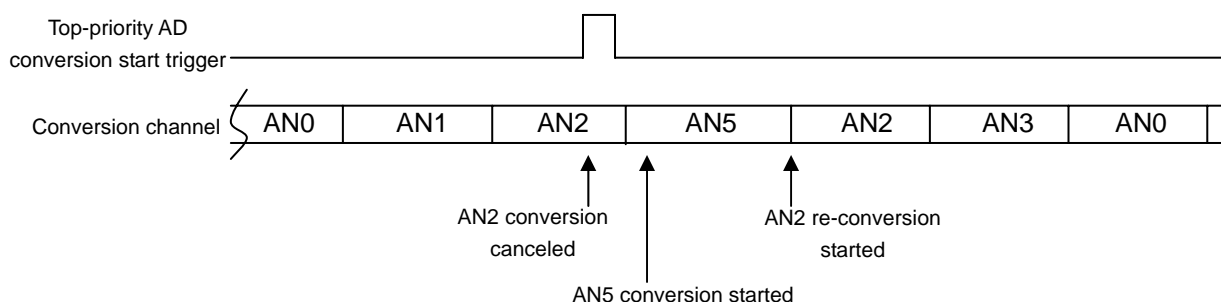 Top-priority AD
conversion start trigger
Conversion channel
AN0 AN1 AN2 AN5 AN2 AN3 AN0
AN2 conversion
canceled
AN2 re-conversion
started
AN5 conversion started